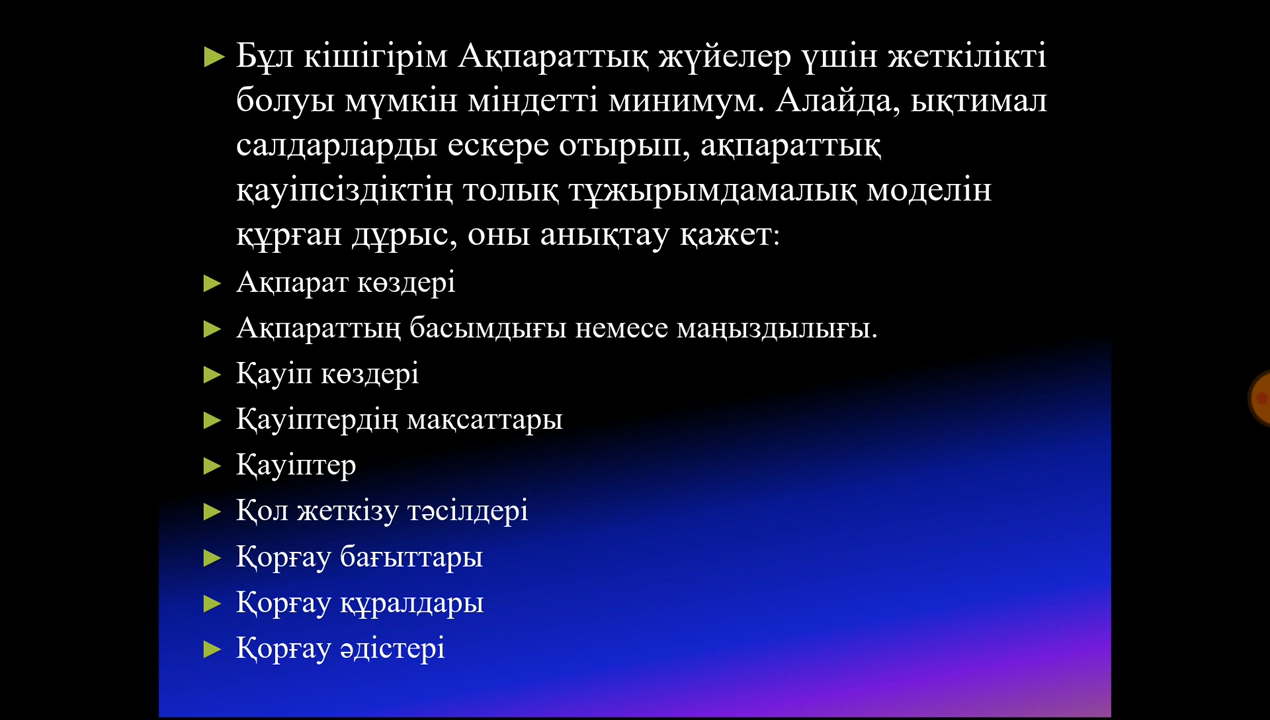 Бұл кішігірім Ақпараттық жүйелер үшін жеткілікті
болуы мүмкін міндетті минимум. Алайда, ықтимал
салдарларды ескере отырып, ақпараттық
қауіпсіздіктің толық тұжырымдамалық моделін
құрған дұрыс, оны анықтау қажет:
Ақпарат көздері
Ақпараттың басымдығы немесе маңыздылығы.
Қауіп көздері
Қауіптердің мақсаттары
Қауіптер
Қол жеткізу тәсілдері
Қорғау бағыттары
Қорғау құралдары
Қорғау әдістері